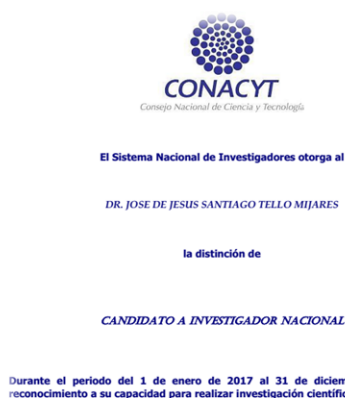 CONACYT
Consejo Nacional de Ciencia y Tecnología
El Sistema Nacional de Investigadores otorga al
DR. JOSE DE JESUS SANTIAGO TELLO MIJARES
la distinción de
CANDIDATO A INVESTIGADOR NACIONAL
Durante el periodo del 1 de enero de 2017 al 31 de
reconocimiento a su capacidad para realizar investigación